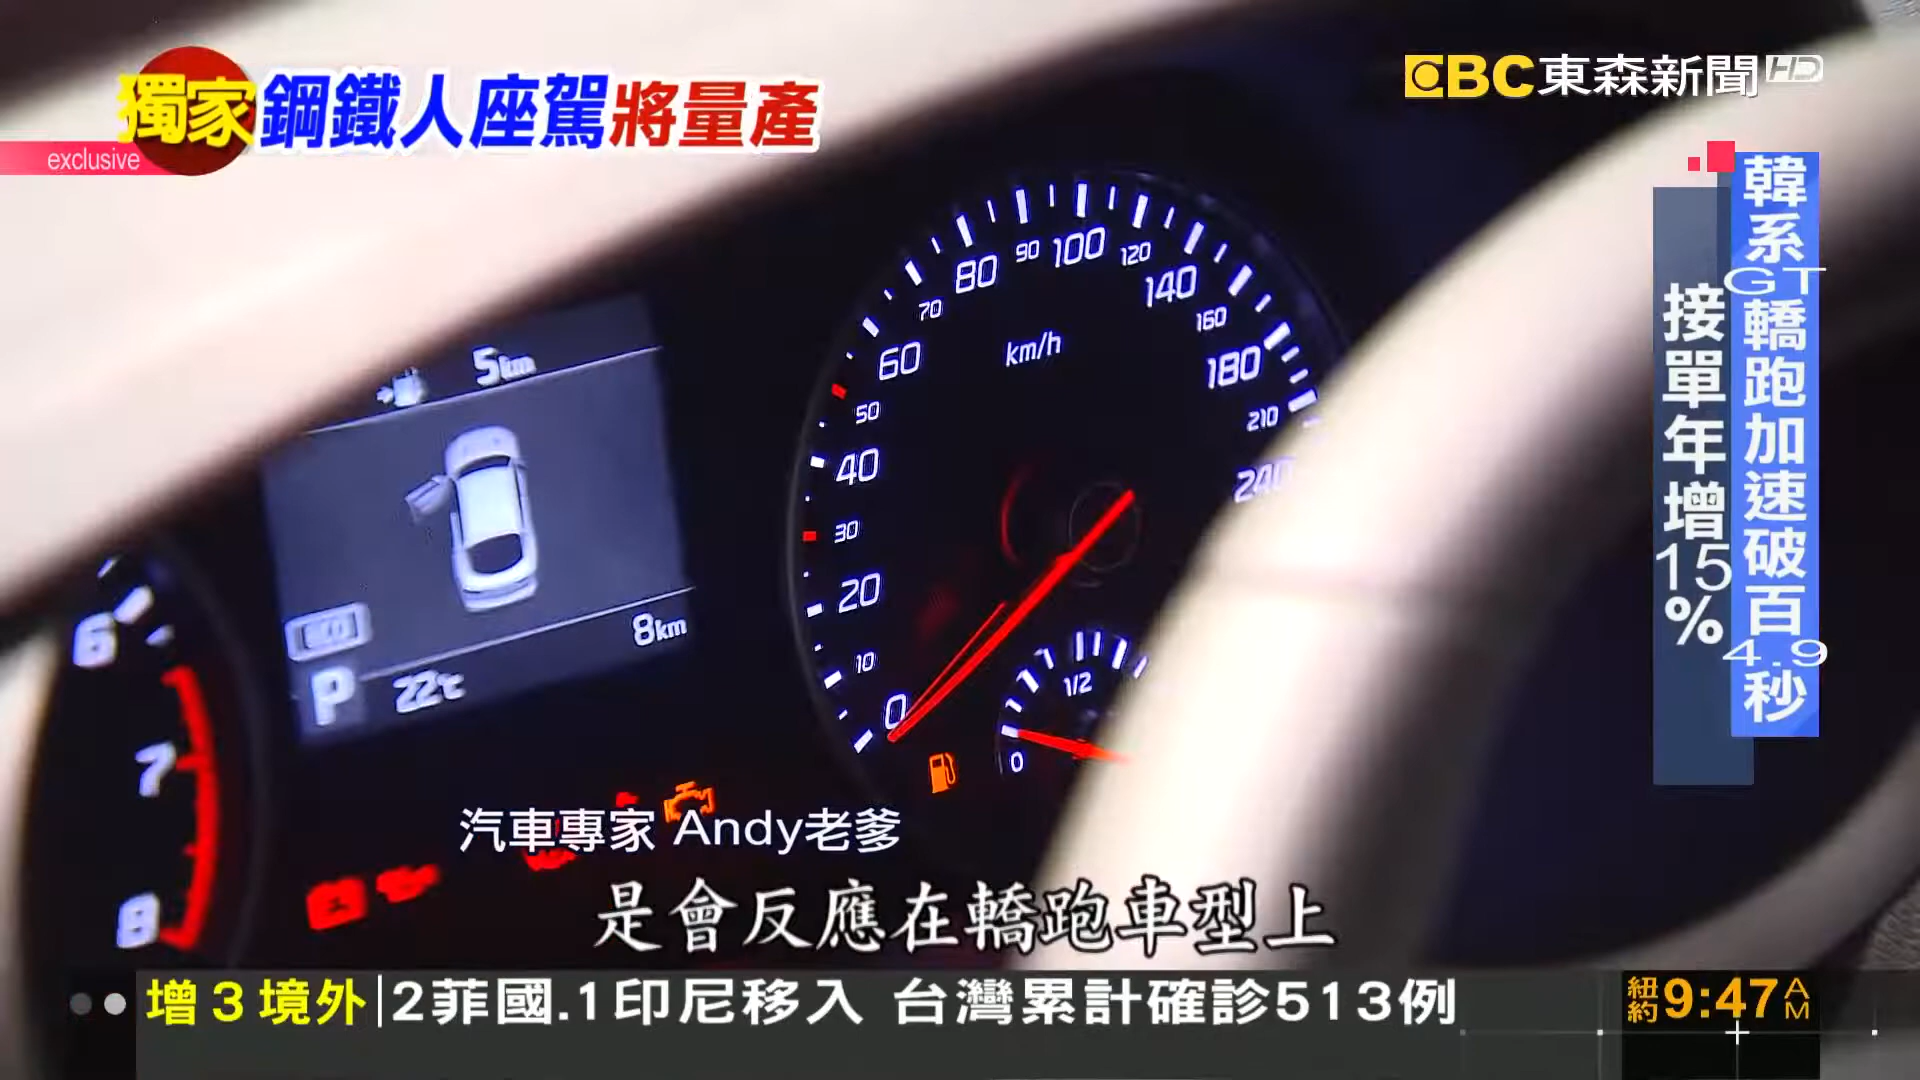 獨家 鋼鐵人座駕將量產
exclusive
EBC東森新聞HD
韓系GT轎跑加速破百4.9秒
接單年增15%
5km
ECO
8km
P 22℃
6
7
8
km/h
0
10
20
30
40
50
60
70
80
90
100
120
140
160
180
210
240
0
1/2
汽車專家 Andy老爹
是會反應在轎跑車型上
增3境外|2菲國.1印尼移入 台灣累計確診513例
紐約9:47AM